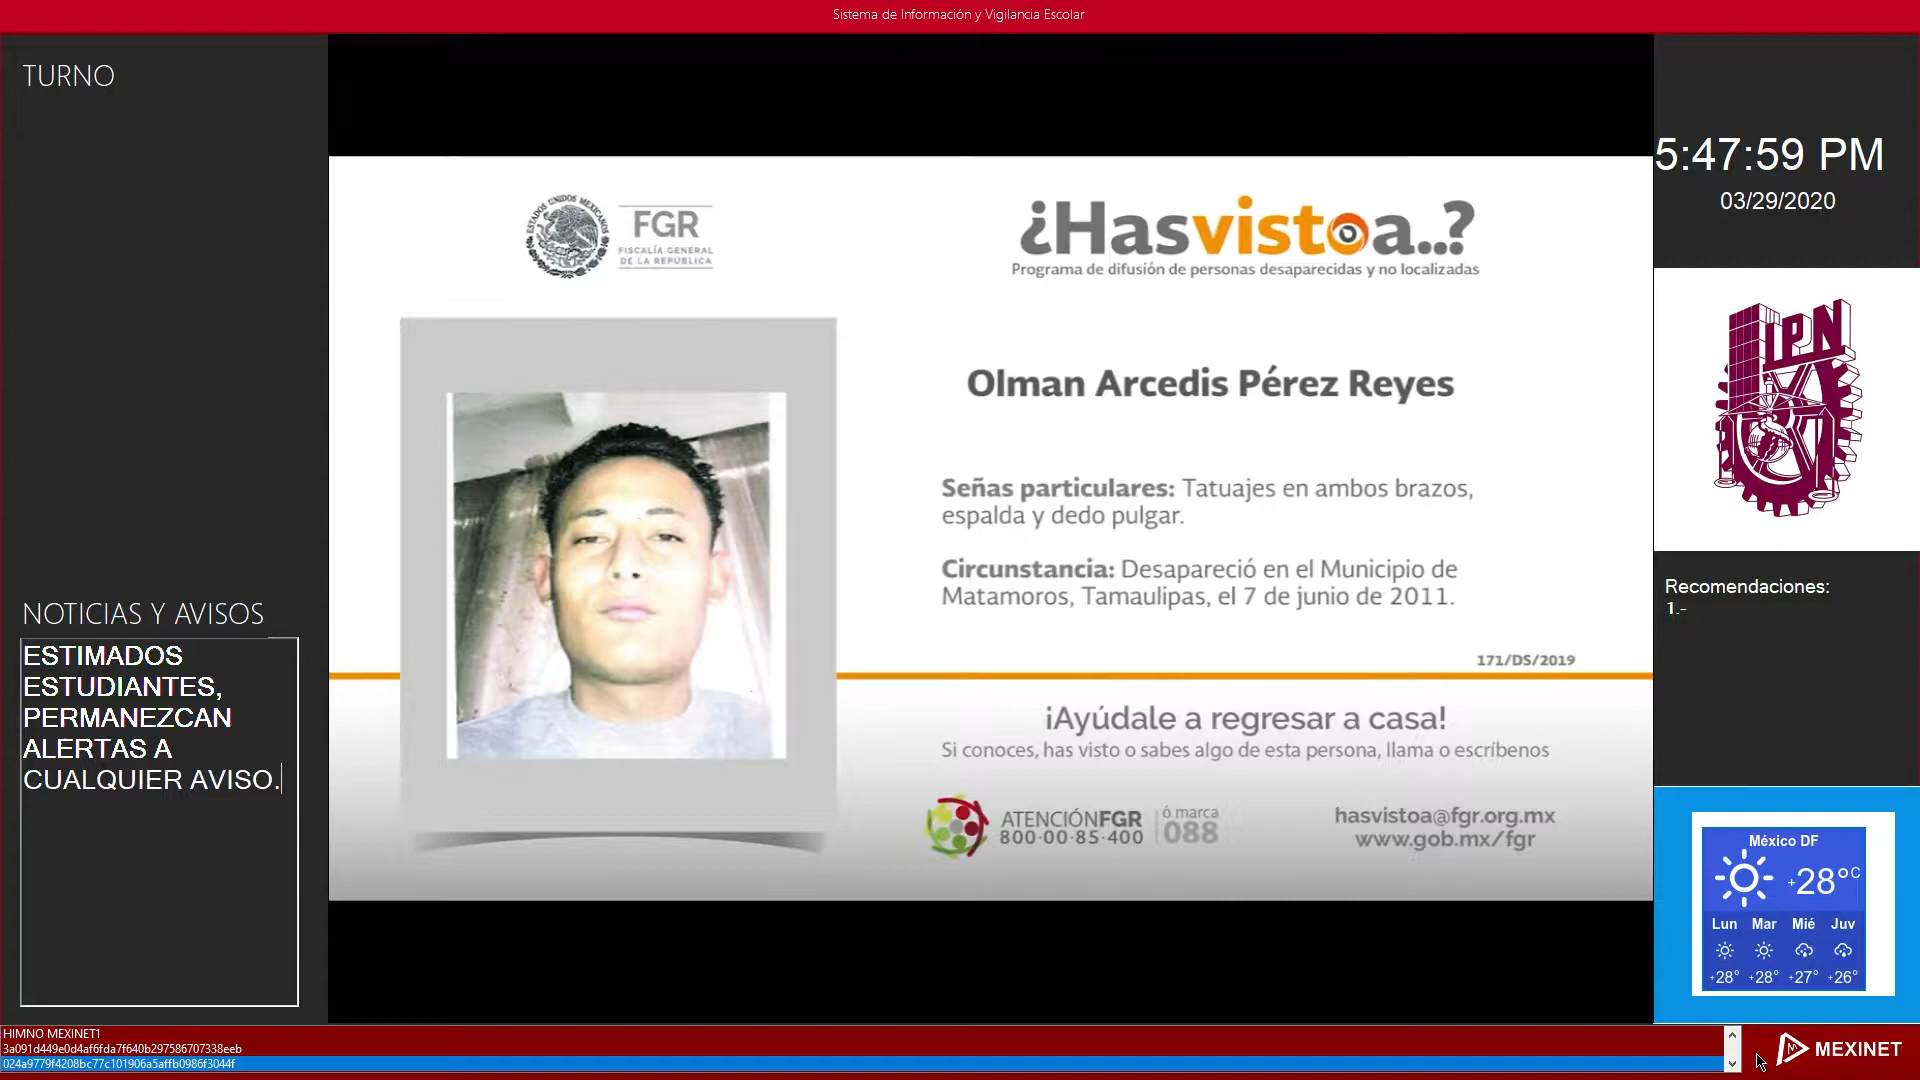 Sistema de Información y Vigilancia Escolar
TURNO
NOTICIAS Y AVISOS
ESTIMADOS
ESTUDIANTES,
PERMANEZCAN
ALERTAS A
CUALQUIER AVISO.
ESTADOS UNIDOS MEXICANOS
FGR
FISCALÍA GENERAL
DE LA REPÚBLICA
¿Has visto a..?
Programa de difusión de personas desaparecidas y no localizadas
Olman Arcedis Pérez Reyes
Señas particulares: Tatuajes en ambos brazos,
espalda y dedo pulgar.
Circunstancia: Desapareció en el Municipio de
Matamoros, Tamaulipas, el 7 de junio de 2011.
171/DS/2019
¡Ayúdale a regresar a casa!
Si conoces, has visto o sabes algo de esta persona, llama o escríbenos
ATENCIÓNFGR
800·00·85·400
ó marca
088
hasvistoa@fgr.org.mx
www.gob.mx/fgr
5:47:59 PM
03/29/2020
IPN
Recomendaciones:
1.-
México DF
+28°C
Lun Mar Mié Juv
+28° +28° +27° +26°
HIMNO MEXINET1
3a091d449e0d4af6fda7f640b297586707338eeb
024a9779f4208bc77c101906a5affb0986f3044f
MEXINET